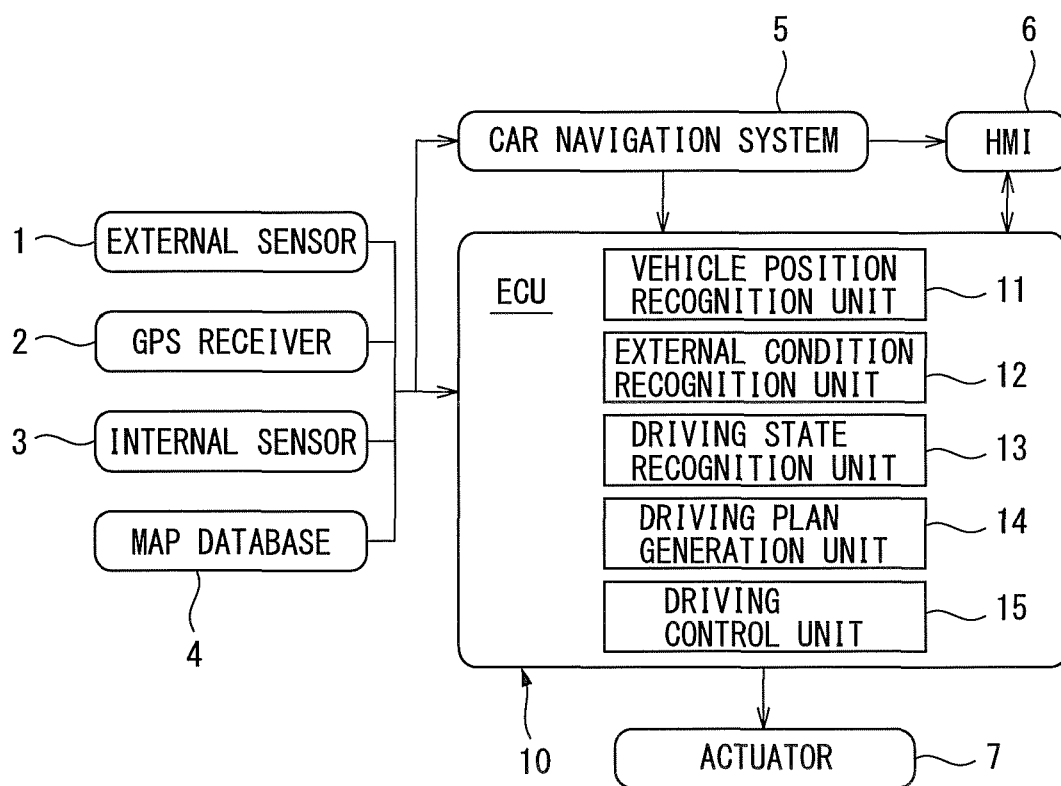 5
6
CAR NAVIGATION SYSTEM
HMI
1
EXTERNAL SENSOR
2
GPS RECEIVER
3
INTERNAL SENSOR
MAP DATABASE
4
ECU
VEHICLE POSITION
RECOGNITION UNIT
11
EXTERNAL CONDITION
RECOGNITION UNIT
12
DRIVING STATE
RECOGNITION UNIT
13
DRIVING PLAN
GENERATION UNIT
14
DRIVING
CONTROL UNIT
15
10
ACTUATOR
7